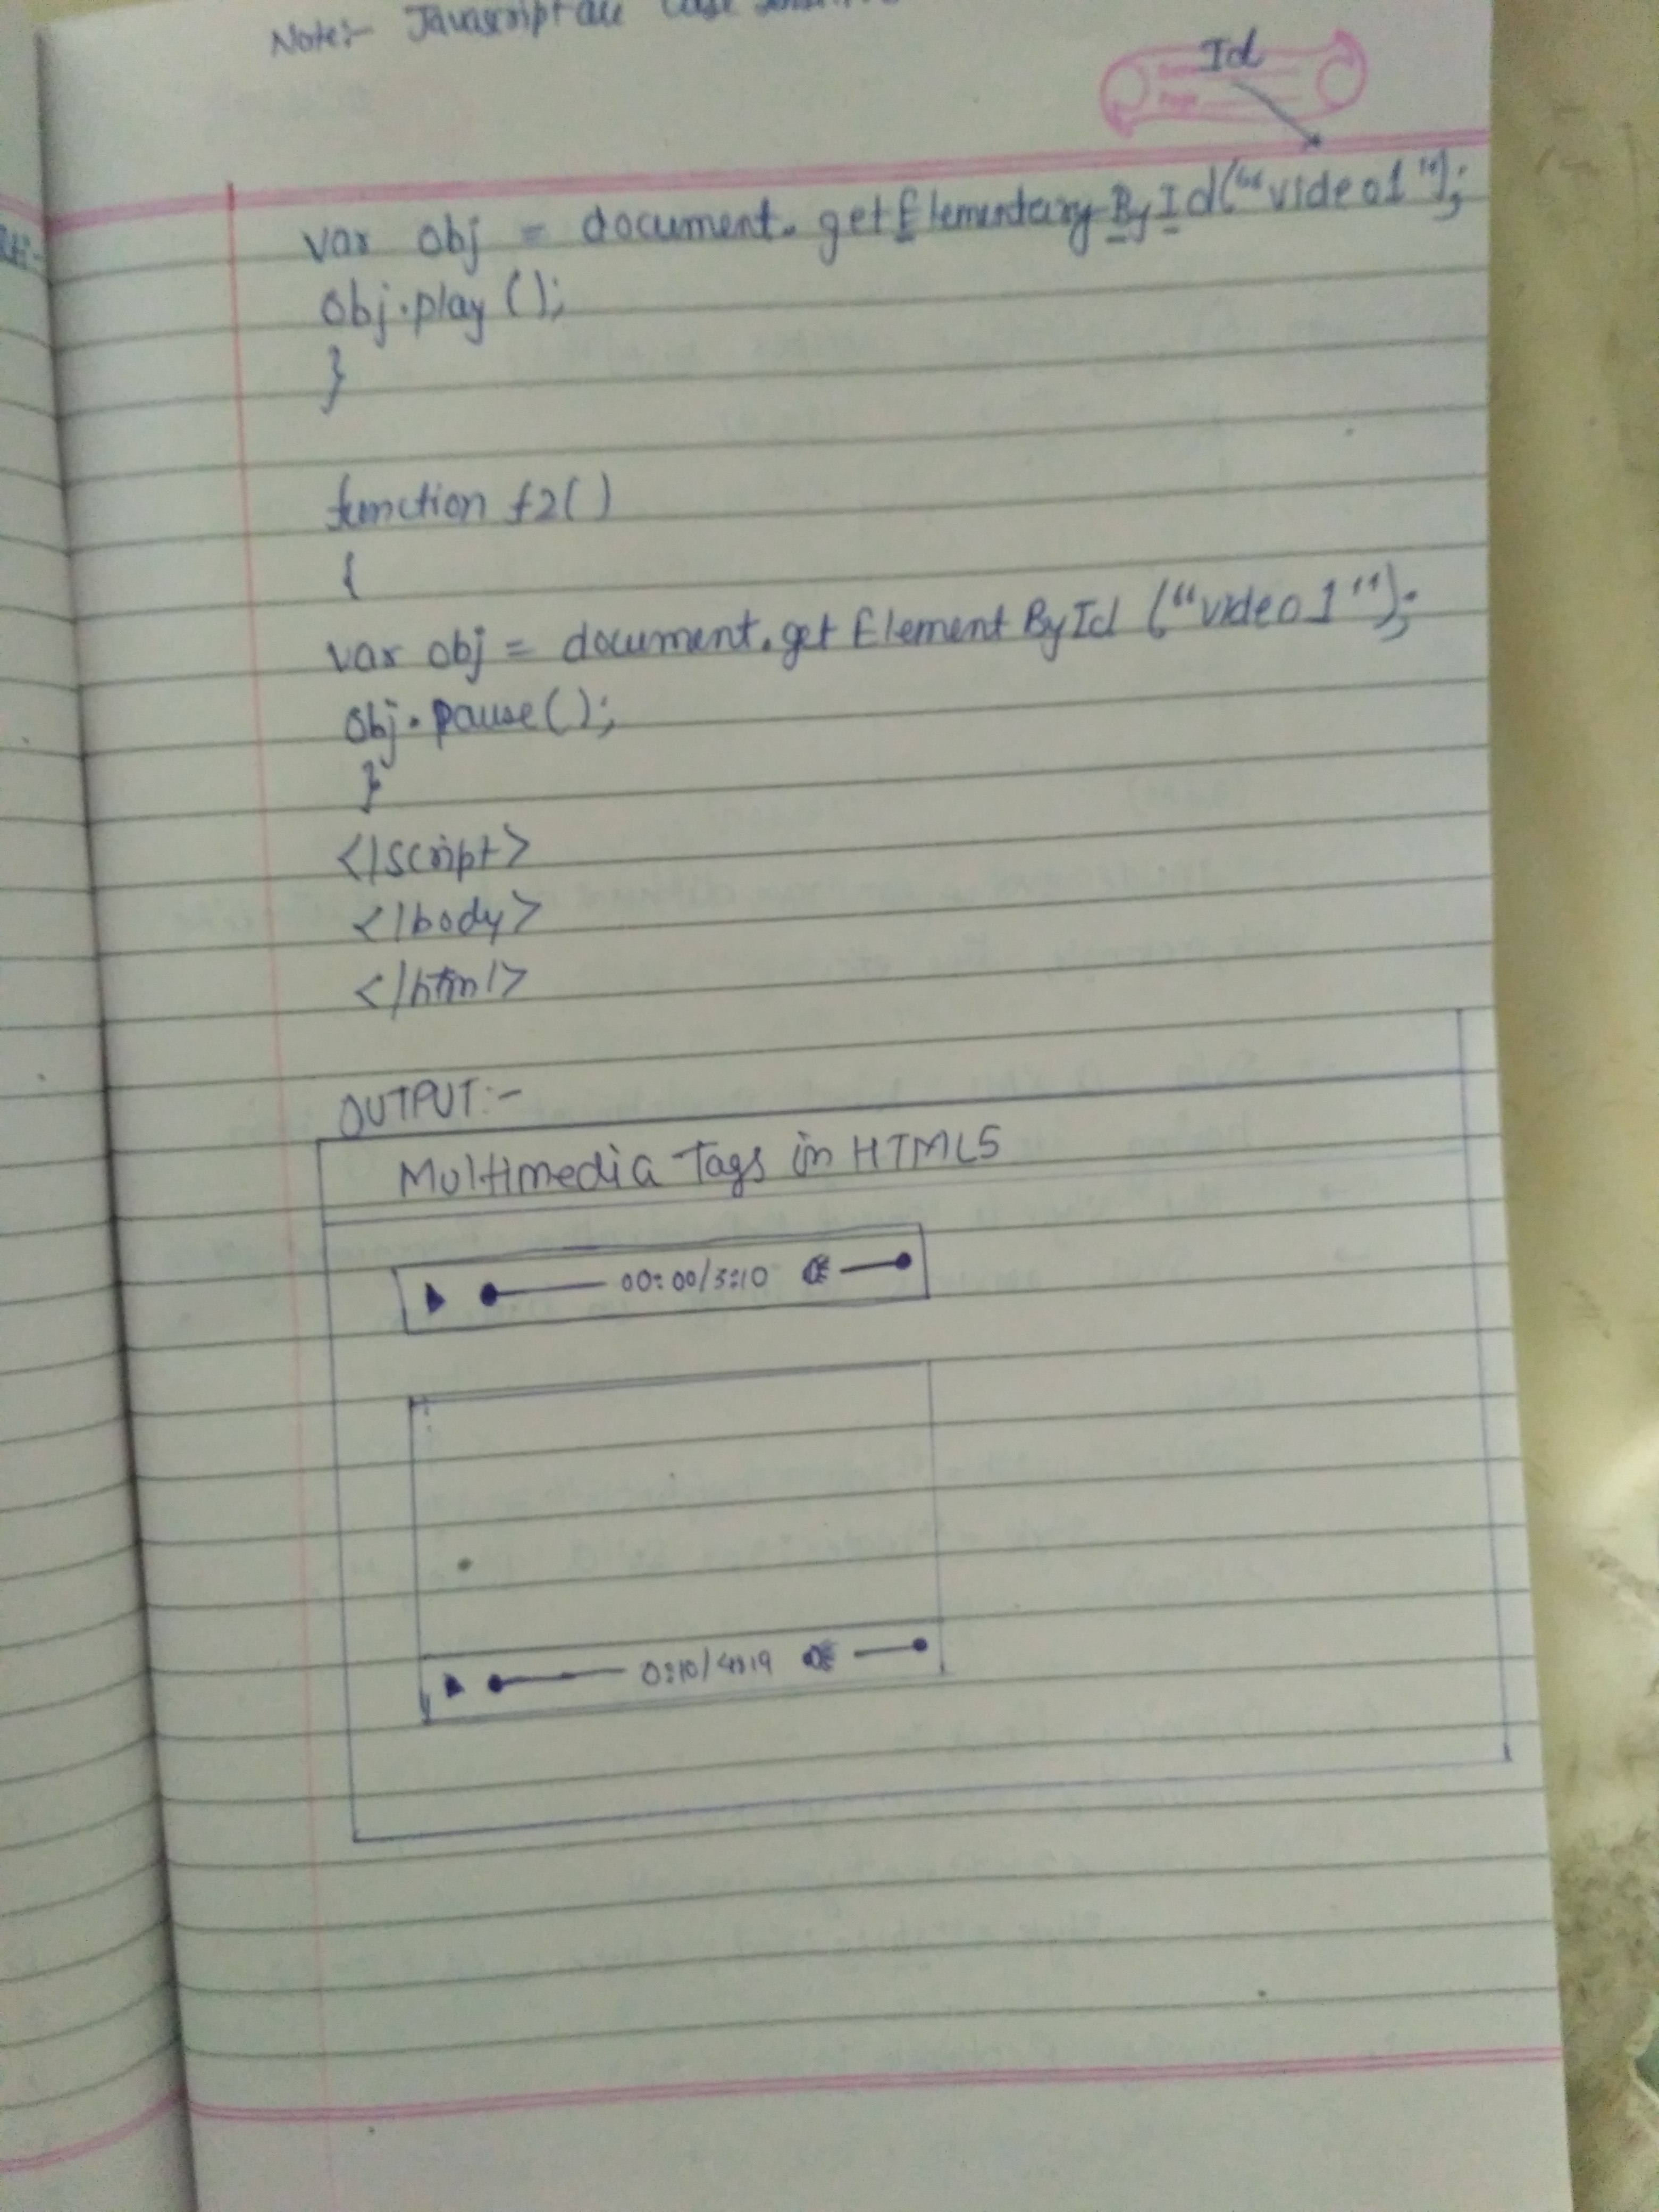 Note:- Javascript are Case
Id
var obj = document.getElementaryById("video1");
obj.play();
}
function f2()
{
var obj = document.getElementById("video1");
obj.pause();
}
</script>
</body>
</html>
OUTPUT:-
Multimedia Tags in HTML5
00:00/3:10
0:10/4:19